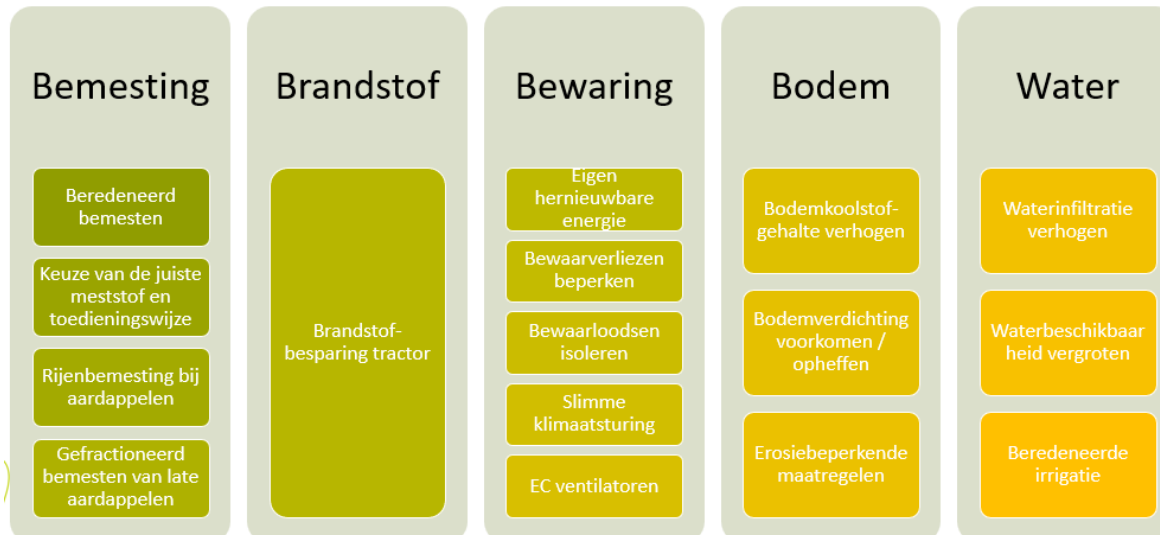 Bemesting
Beredeneerd
bemesten
Keuze van de juiste
meststof en
toedieningswijze
Rijenbemesting bij
aardappelen
Gefractioneerd
bemesten van late
aardappelen
Brandstof
Brandstof-
besparing tractor
Bewaring
Eigen
hernieuwbare
energie
Bewaarverliezen
beperken
Bewaarloodsen
isoleren
Slimme
klimaatsturing
EC ventilatoren
Bodem
Bodemkoolstof-
gehalte verhogen
Bodemverdichting
voorkomen /
opheffen
Erosiebeperkende
maatregelen
Water
Waterinfiltratie
verhogen
Waterbeschikbaar
heid vergroten
Beredeneerde
irrigatie